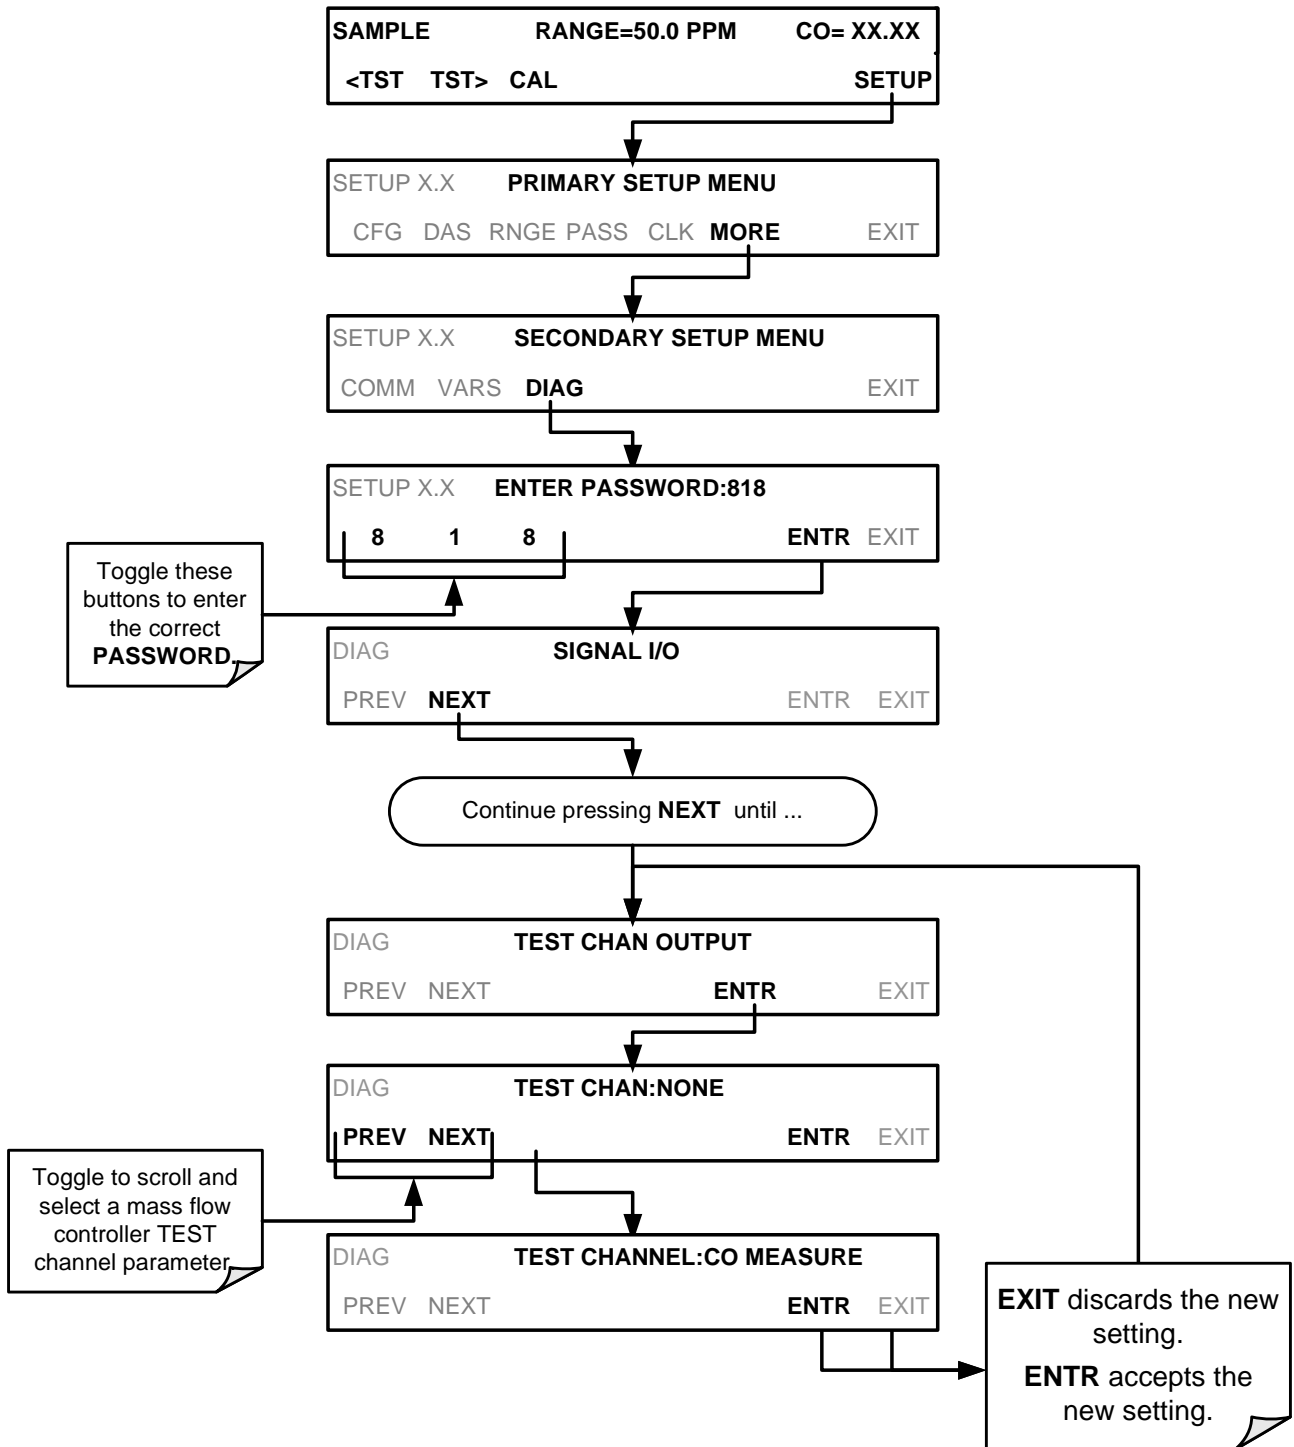 SAMPLE RANGE=50.0 PPM CO= XX.XX
<TST TST> CAL SETUP
SETUP X.X PRIMARY SETUP MENU
CFG DAS RNGE PASS CLK MORE EXIT
SETUP X.X SECONDARY SETUP MENU
COMM VARS DIAG EXIT
SETUP X.X ENTER PASSWORD:818
8 1 8 ENTR EXIT
Toggle these
buttons to enter
the correct
PASSWORD.
DIAG SIGNAL I/O
PREV NEXT ENTR EXIT
Continue pressing NEXT until ...
DIAG TEST CHAN OUTPUT
PREV NEXT ENTR EXIT
DIAG TEST CHAN:NONE
PREV NEXT ENTR EXIT
Toggle to scroll and
select a mass flow
controller TEST
channel parameter.
DIAG TEST CHANNEL:CO MEASURE
PREV NEXT ENTR EXIT
EXIT discards the new
setting.
ENTR accepts the
new setting.